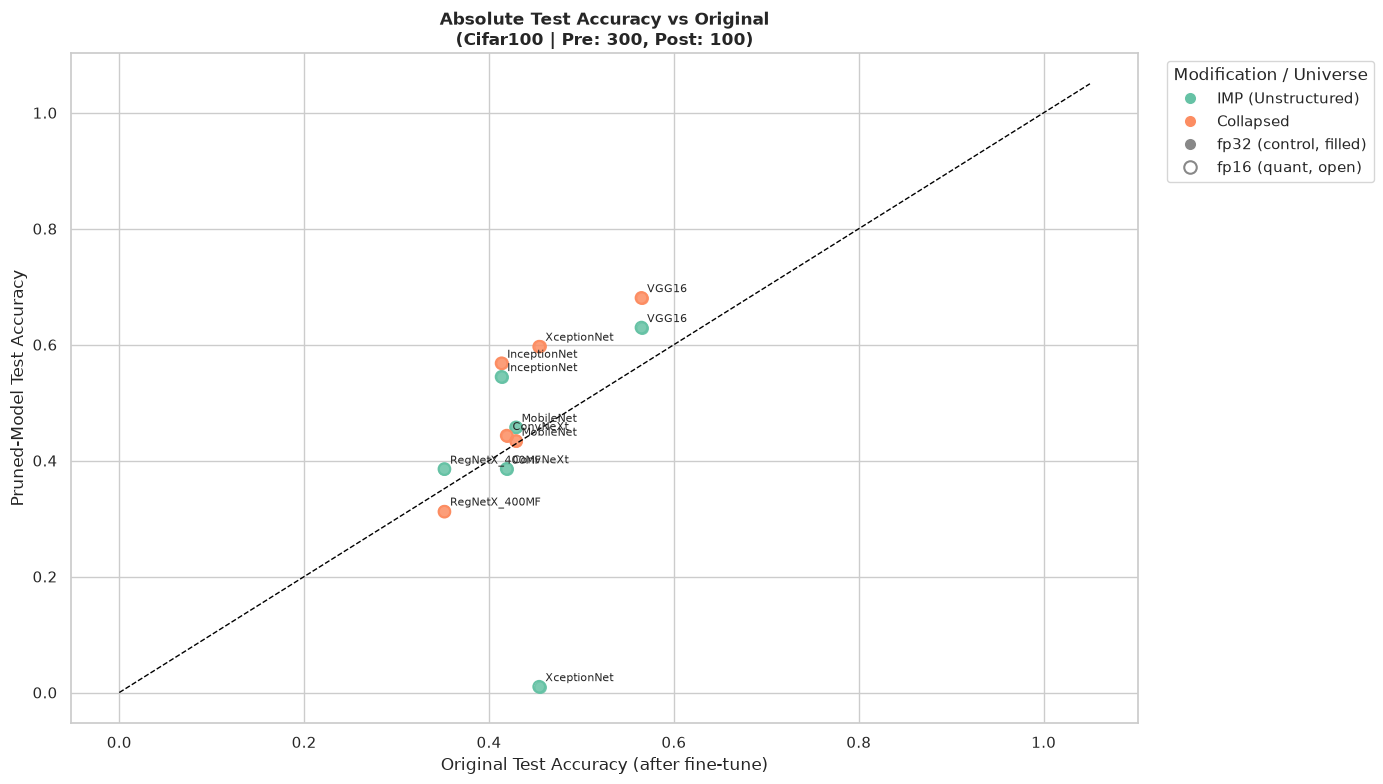 Absolute Test Accuracy vs Original
(Cifar100 | Pre: 300, Post: 100)
Modification / Universe
IMP (Unstructured)
Collapsed
fp32 (control, filled)
fp16 (quant, open)
Pruned-Model Test Accuracy
1.0
0.8
0.6
0.4
0.2
0.0
VGG16
VGG16
XceptionNet
InceptionNet
InceptionNet
MobileNet
ConvNeXt
MobileNet
RegNetX_400MF
ConvNeXt
RegNetX_400MF
XceptionNet
0.0
0.2
0.4
0.6
0.8
1.0
Original Test Accuracy (after fine-tune)